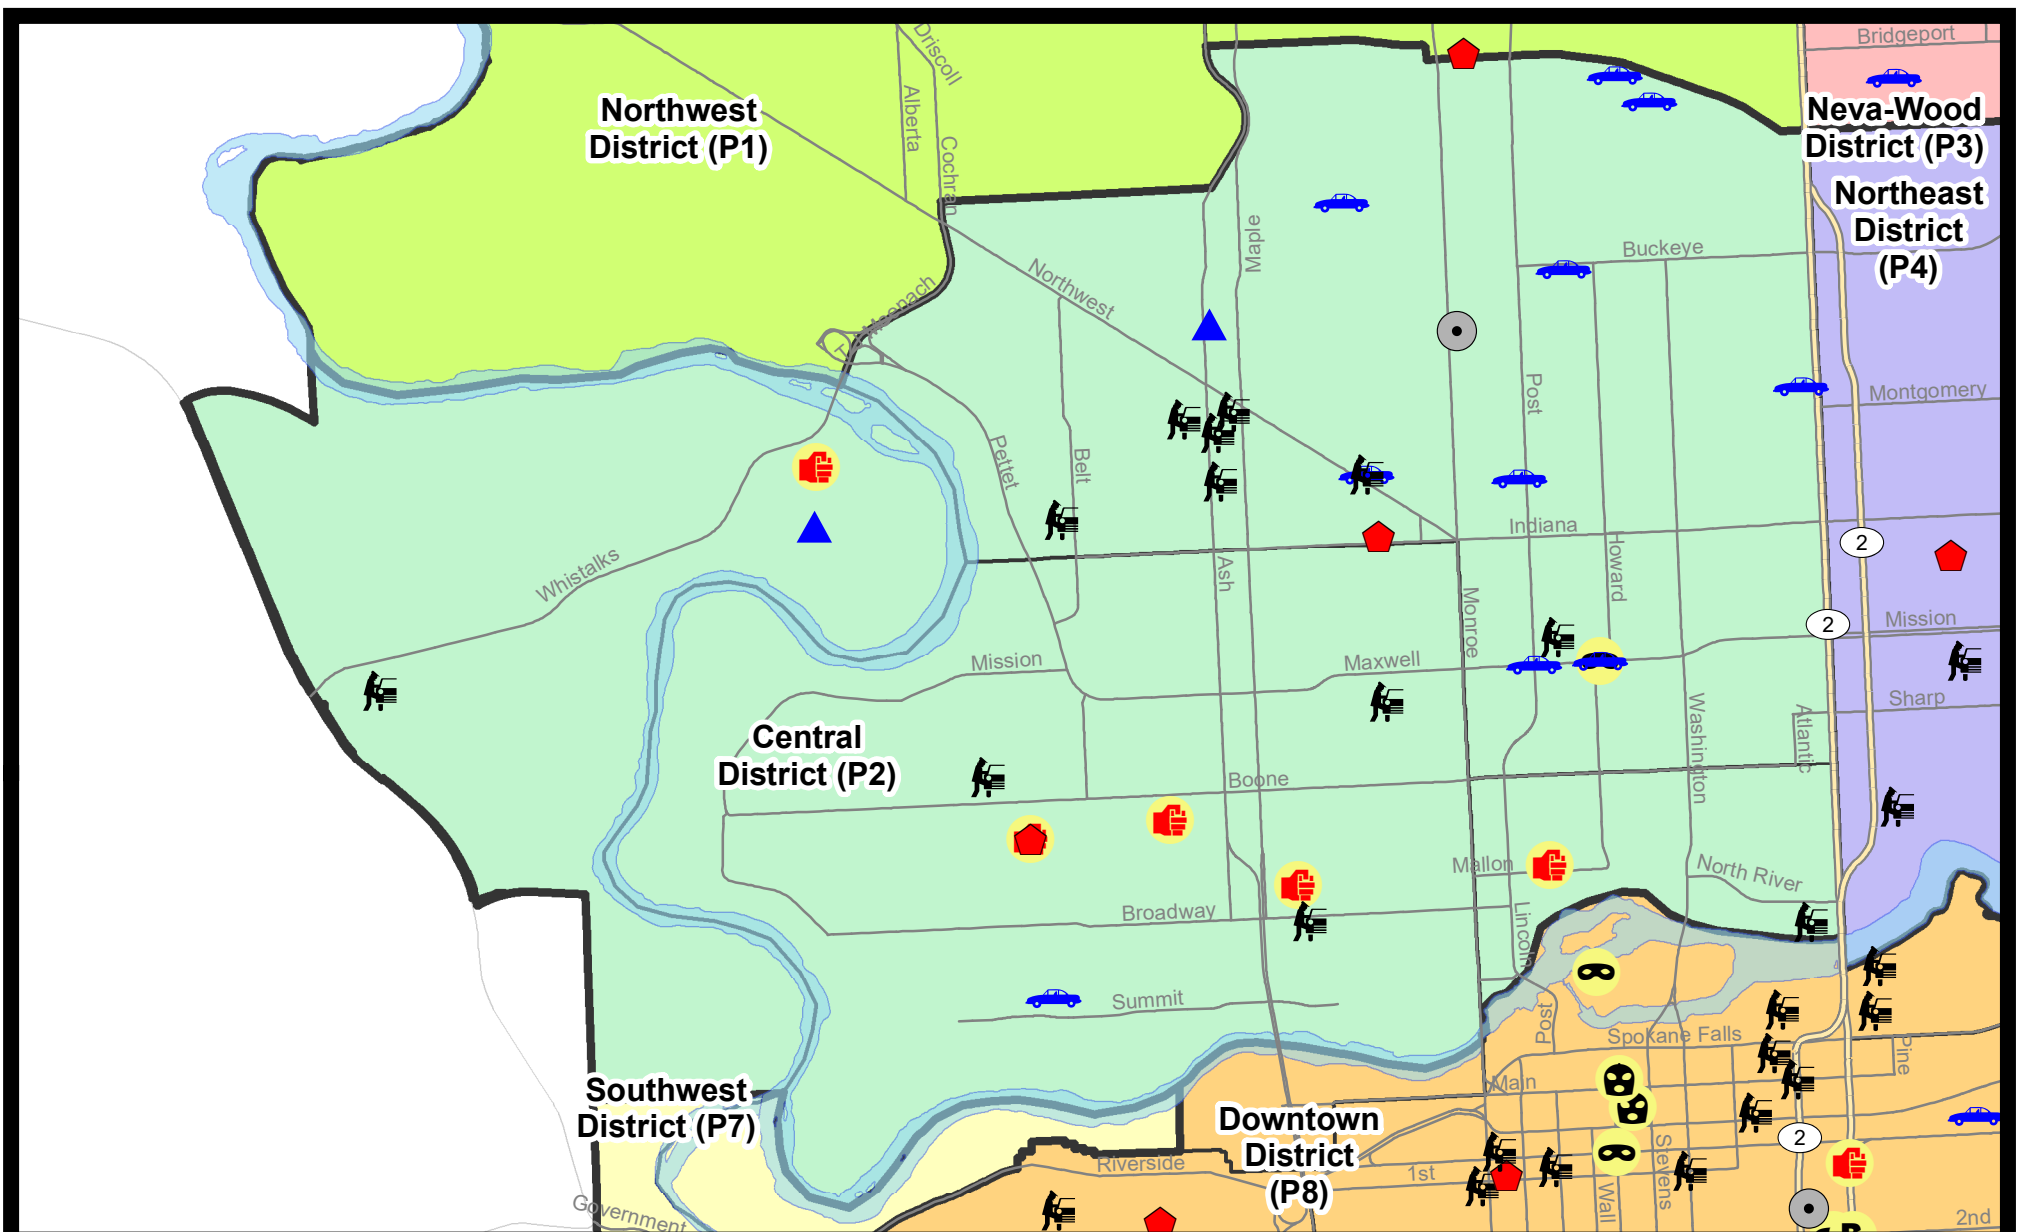 Bridgeport
Driscoll
Northwest
District (P1)
Alberta
Cochran
Neva-Wood
District (P3)
Northeast
District
(P4)
Maple
Buckeye
Northwest
Post
Montgomery
Pettet
Belt
Indiana
2
Whistalks
Ash
Howard
Monroe
2
Mission
Mission
Maxwell
Sharp
Washington
Atlantic
Central
District (P2)
Boone
Mallon
North River
Broadway
Lincoln
Summit
Post
Spokane Falls
Pine
Main
Southwest
District (P7)
Downtown
District
(P8)
2
Riverside
1st
Stevens
Wall
Government
2nd